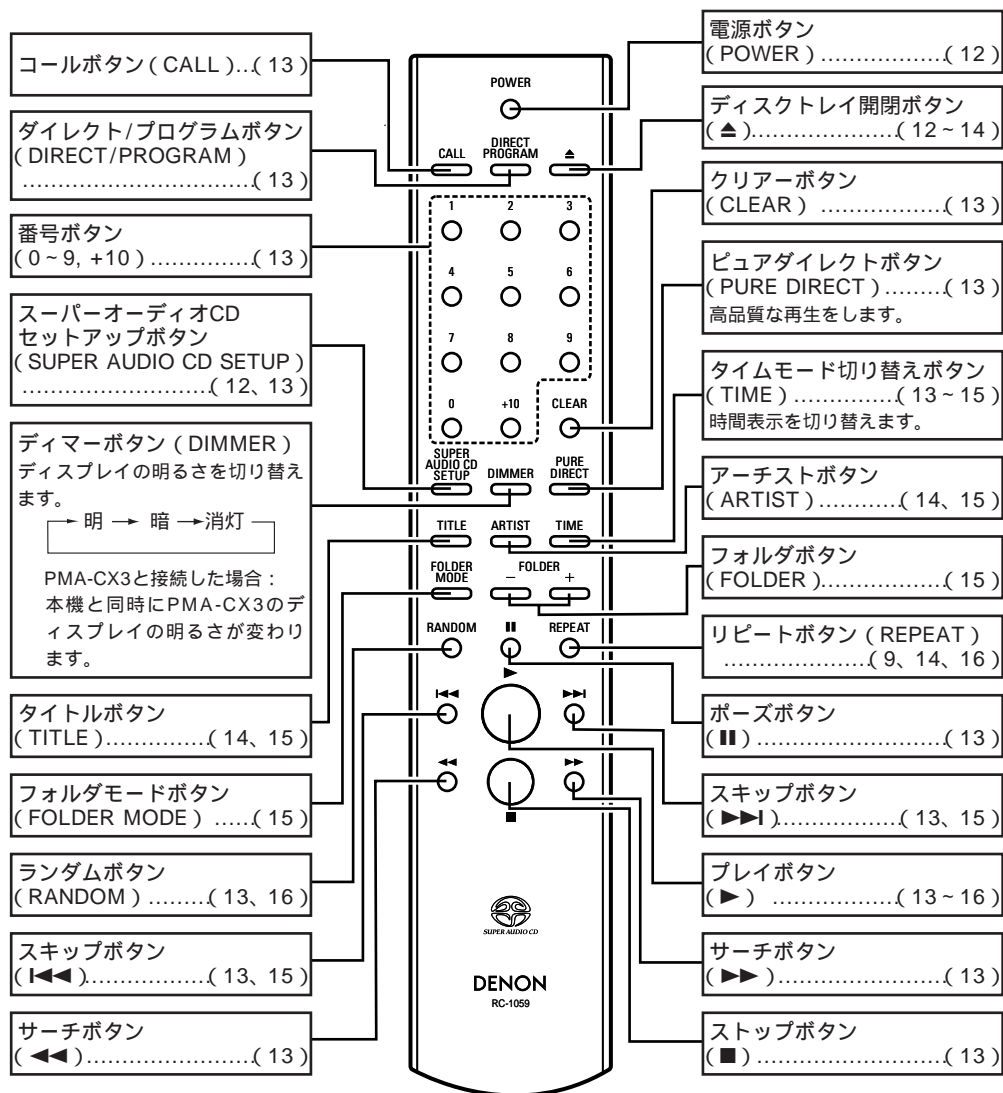 コールボタン（CALL）…（13）
ダイレクト/プログラムボタン
（DIRECT/PROGRAM）
.................................（13）
番号ボタン
（0～9, +10）...............（13）
スーパーオーディオCD
セットアップボタン
（SUPER AUDIO CD SETUP）
.......................（12、13）
ディマーボタン（DIMMER）
ディスプレイの明るさを切り替え
ます。
明 → 暗 →消灯
PMA-CX3と接続した場合：
本機と同時にPMA-CX3のデ
ィスプレイの明るさが変わり
ます。
タイトルボタン
（TITLE）..............（14、15）
フォルダモードボタン
（FOLDER MODE）......（15）
ランダムボタン
（RANDOM）.........（13、16）
スキップボタン
（I◀◀）.................（13、15）
サーチボタン
（◀◀）........................（13）
POWER
CALL
DIRECT
PROGRAM
⏏
1 2 3
4 5 6
7 8 9
0 +10 CLEAR
SUPER
AUDIO CD
SETUP
DIMMER
PURE
DIRECT
TITLE ARTIST TIME
FOLDER
MODE
− FOLDER +
RANDOM ❚❚ REPEAT
▶
I◀◀ ▶▶I
◀◀ ▶▶
■
SUPER AUDIO CD
DENON
RC-1059
電源ボタン
（POWER）..................（12）
ディスクトレイ開閉ボタン
（⏏）.....................（12～14）
クリアーボタン
（CLEAR） ..................（13）
ピュアダイレクトボタン
（PURE DIRECT）........（13）
高品質な再生をします。
タイムモード切り替えボタン
（TIME）...............（13～15）
時間表示を切り替えます。
アーチストボタン
（ARTIST）............（14、15）
フォルダボタン
（FOLDER）..................（15）
リピートボタン（REPEAT）
......................（9、14、16）
ポーズボタン
（❚❚）...........................（13）
スキップボタン
（▶▶I）.................（13、15）
プレイボタン
（▶） ...................（13～16）
サーチボタン
（▶▶）........................（13）
ストップボタン
（■）...........................（13）